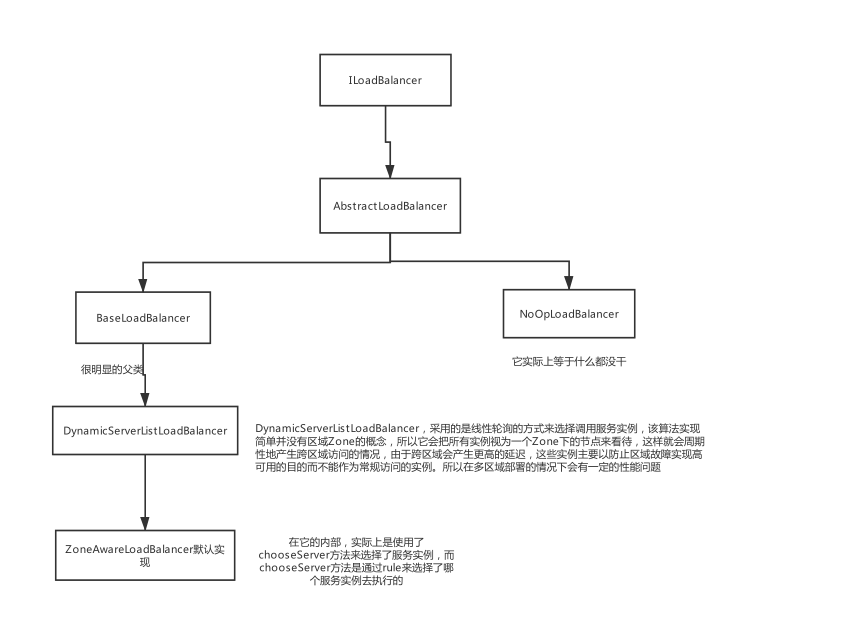 ILoadBalancer
AbstractLoadBalancer
BaseLoadBalancer
NoOpLoadBalancer
它实际上等于什么都没干
很明显的父类
DynamicServerListLoadBalancer
DynamicServerListLoadBalancer，采用的是线性轮询的方式来选择调用服务实例，该算法实现
简单并没有区域Zone的概念，所以它会把所有实例视为一个Zone下的节点来看待，这样就会周期
性地产生跨区域访问的情况，由于跨区域会产生更高的延迟，这些实例主要以防止区域故障实现高
可用的目的而不能作为常规访问的实例。所以在多区域部署的情况下会有一定的性能问题
ZoneAwareLoadBalancer默认实
现
在它的内部，实际上是使用了
chooseServer方法来选择了服务实例，而
chooseServer方法是通过rule来选择了哪
个服务实例去执行的